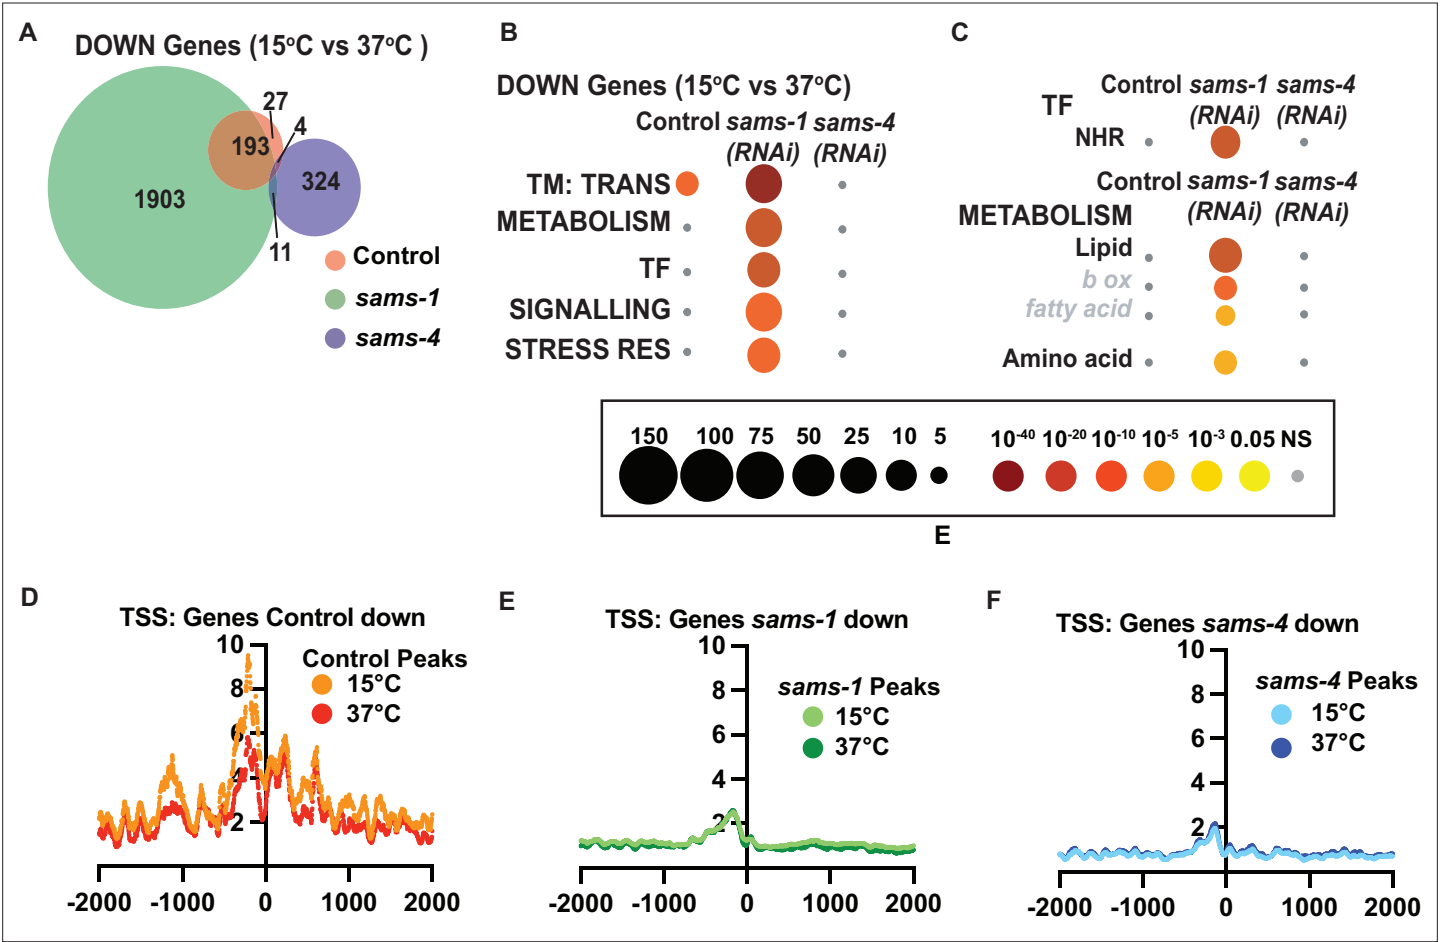 A
DOWN Genes (15°C vs 37°C )
27
4
193
324
1903
11
Control
sams-1
sams-4
B
DOWN Genes (15°C vs 37°C)
Control sams-1 sams-4
(RNAi) (RNAi)
TM: TRANS
METABOLISM
TF
SIGNALLING
STRESS RES
C
Control sams-1 sams-4
TF
(RNAi) (RNAi)
NHR
Control sams-1 sams-4
METABOLISM (RNAi) (RNAi)
Lipid
b ox
fatty acid
Amino acid
150 100 75 50 25 10 5
10⁻⁴⁰ 10⁻²⁰ 10⁻¹⁰ 10⁻⁵ 10⁻³ 0.05 NS
E
D
TSS: Genes Control down
10
8
6
4
2
Control Peaks
15°C
37°C
-2000 -1000 0 1000 2000
E
TSS: Genes sams-1 down
10
8
6
4
2
sams-1 Peaks
15°C
37°C
-2000 -1000 0 1000 2000
F
TSS: Genes sams-4 down
10
8
6
4
2
sams-4 Peaks
15°C
37°C
-2000 -1000 0 1000 2000